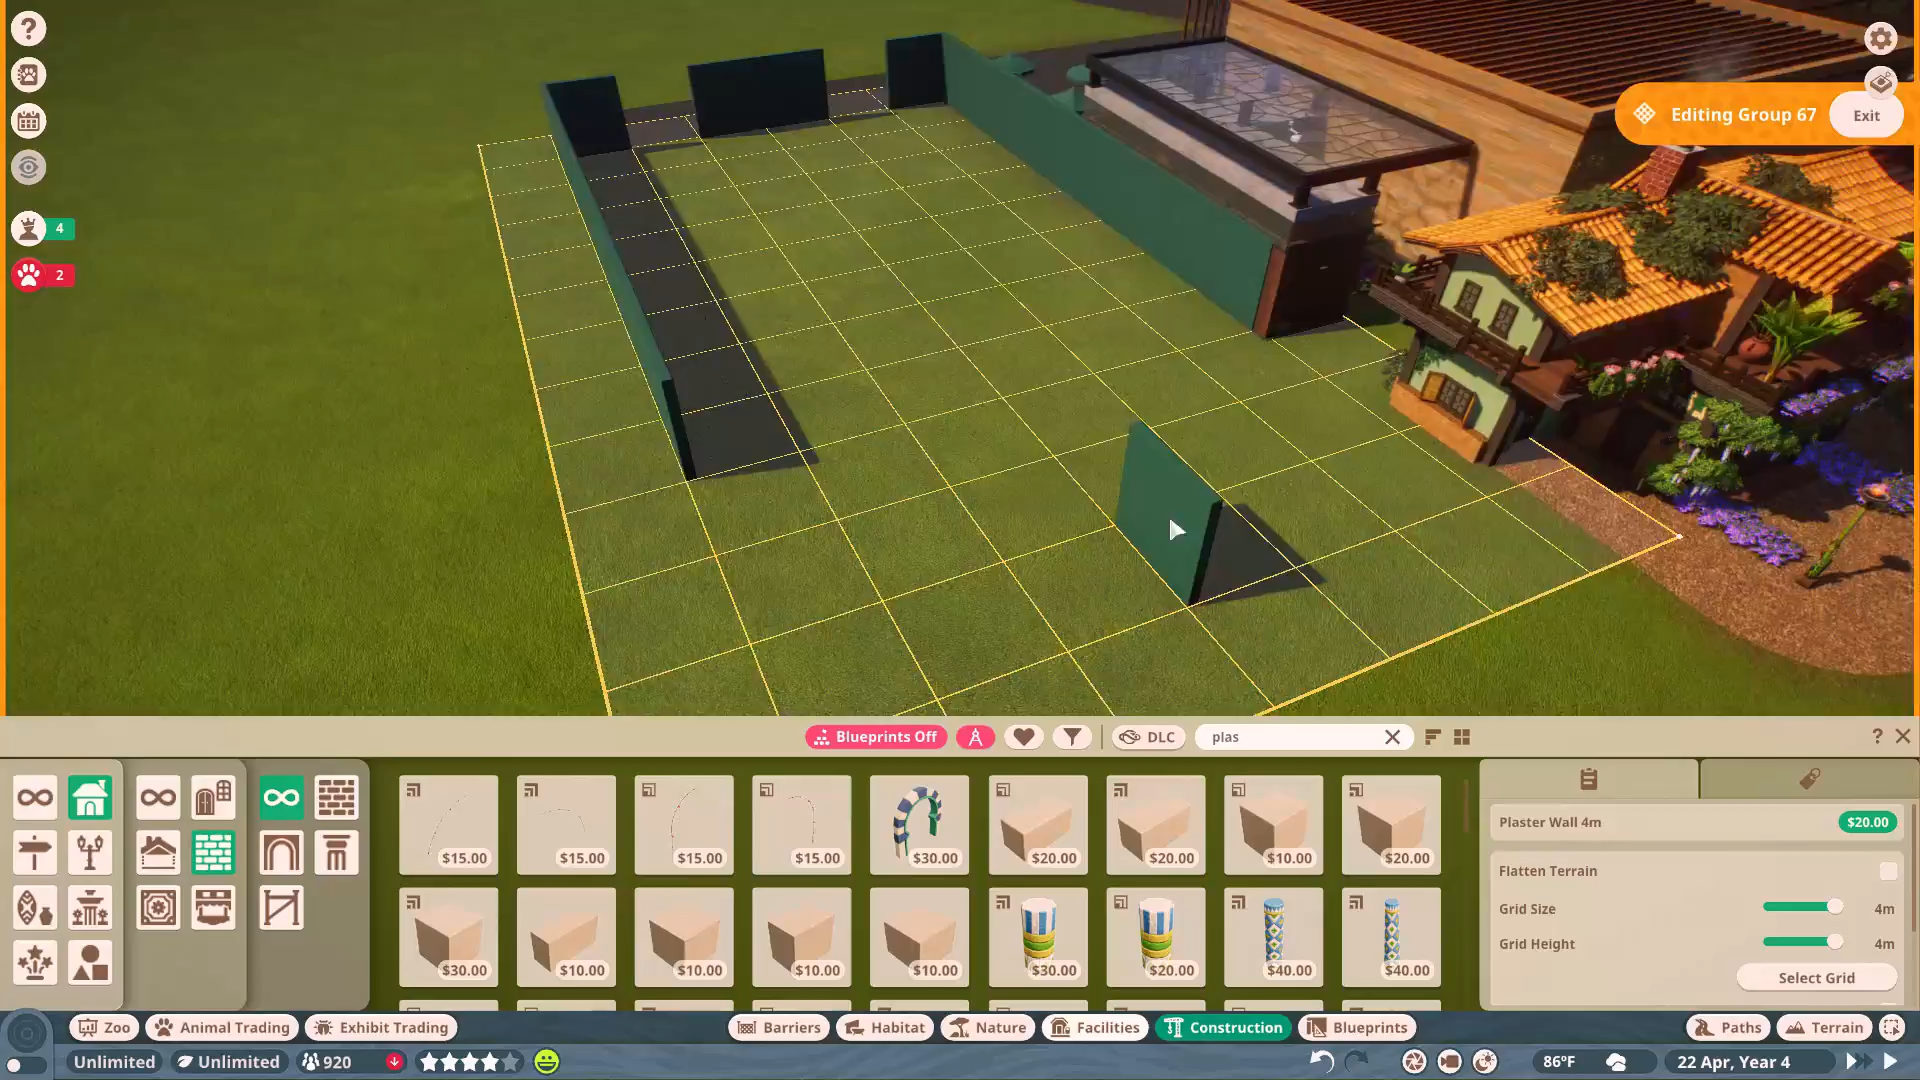 ?
Editing Group 67
Exit
4
2
Blueprints Off
DLC
plas
?
$15.00
$15.00
$15.00
$15.00
$30.00
$20.00
$20.00
$10.00
$20.00
$30.00
$10.00
$10.00
$10.00
$10.00
$30.00
$20.00
$40.00
$40.00
Plaster Wall 4m
$20.00
Flatten Terrain
Grid Size
4m
Grid Height
4m
Select Grid
Zoo
Animal Trading
Exhibit Trading
Barriers
Habitat
Nature
Facilities
Construction
Blueprints
Paths
Terrain
Unlimited
Unlimited
920
86°F
22 Apr, Year 4